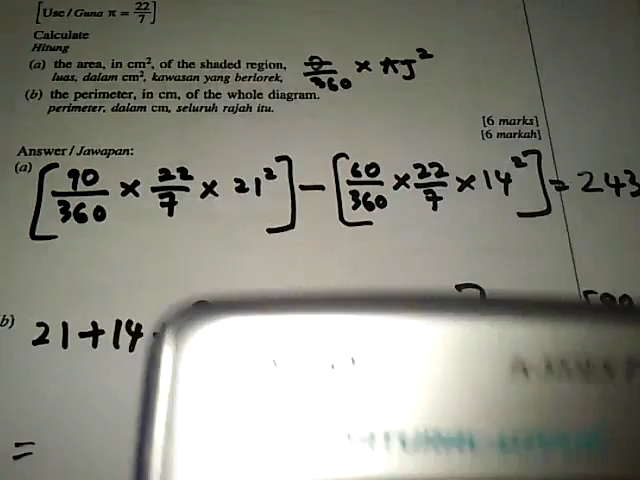 [Use / Guna π = 22/7]
Calculate
Hitung
(a) the area, in cm², of the shaded region,
luas, dalam cm², kawasan yang berlorek,
θ/360 × πj²
(b) the perimeter, in cm, of the whole diagram.
perimeter, dalam cm, seluruh rajah itu.
[6 marks]
[6 markah]
Answer / Jawapan:
(a) [90/360 × 22/7 × 21²] − [60/360 × 22/7 × 14²] = 243
b) 21 + 14
=